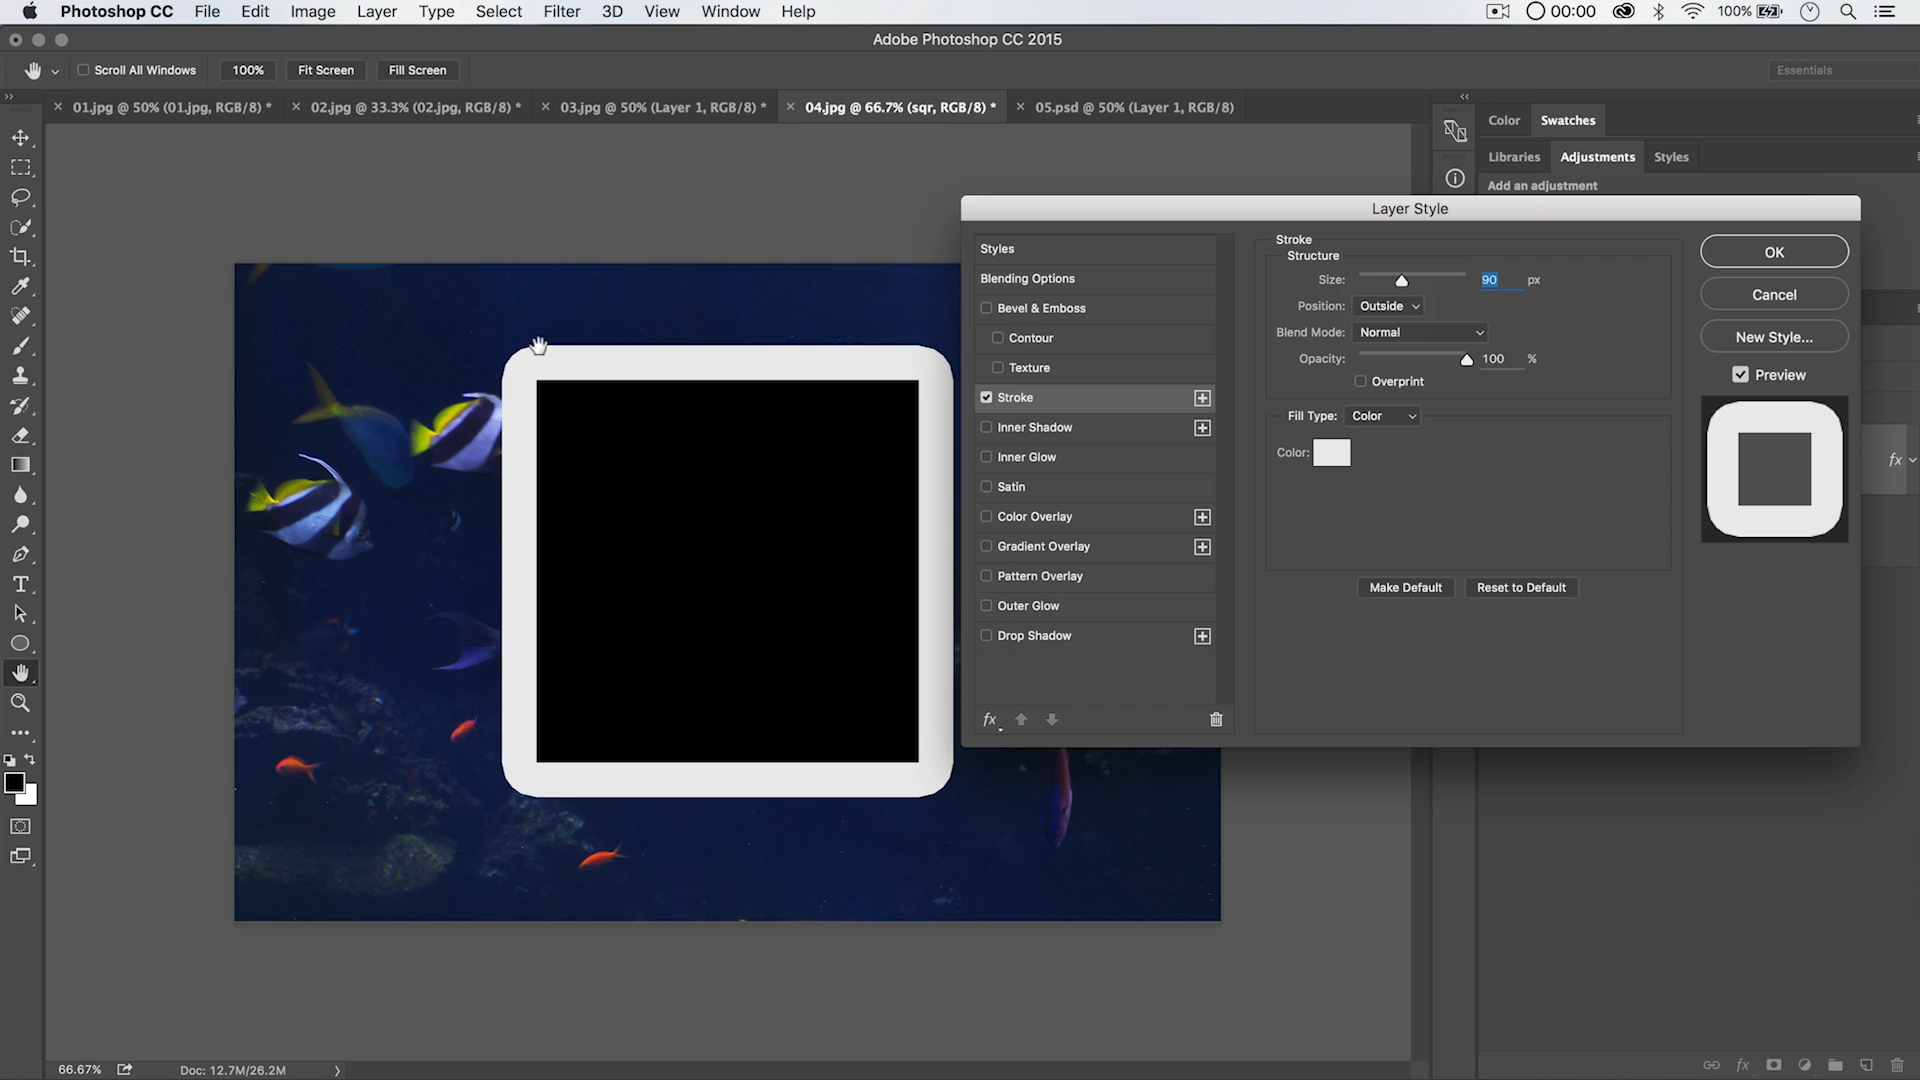 Photoshop CC File Edit Image Layer Type Select Filter 3D View Window Help 00:00 100%
Adobe Photoshop CC 2015
Scroll All Windows 100% Fit Screen Fill Screen Essentials
01.jpg @ 50% (01.jpg, RGB/8) * 02.jpg @ 33.3% (02.jpg, RGB/8) * 03.jpg @ 50% (Layer 1, RGB/8) * 04.jpg @ 66.7% (sqr, RGB/8) * 05.psd @ 50% (Layer 1, RGB/8)
Color Swatches
Libraries Adjustments Styles
Add an adjustment
Layer Style
Styles
Blending Options
Bevel & Emboss
Contour
Texture
Stroke
Inner Shadow
Inner Glow
Satin
Color Overlay
Gradient Overlay
Pattern Overlay
Outer Glow
Drop Shadow
fx
Stroke
Structure
Size: 90 px
Position: Outside
Blend Mode: Normal
Opacity: 100 %
Overprint
Fill Type: Color
Color:
Make Default Reset to Default
OK
Cancel
New Style...
Preview
fx
66.67% Doc: 12.7M/26.2M
fx